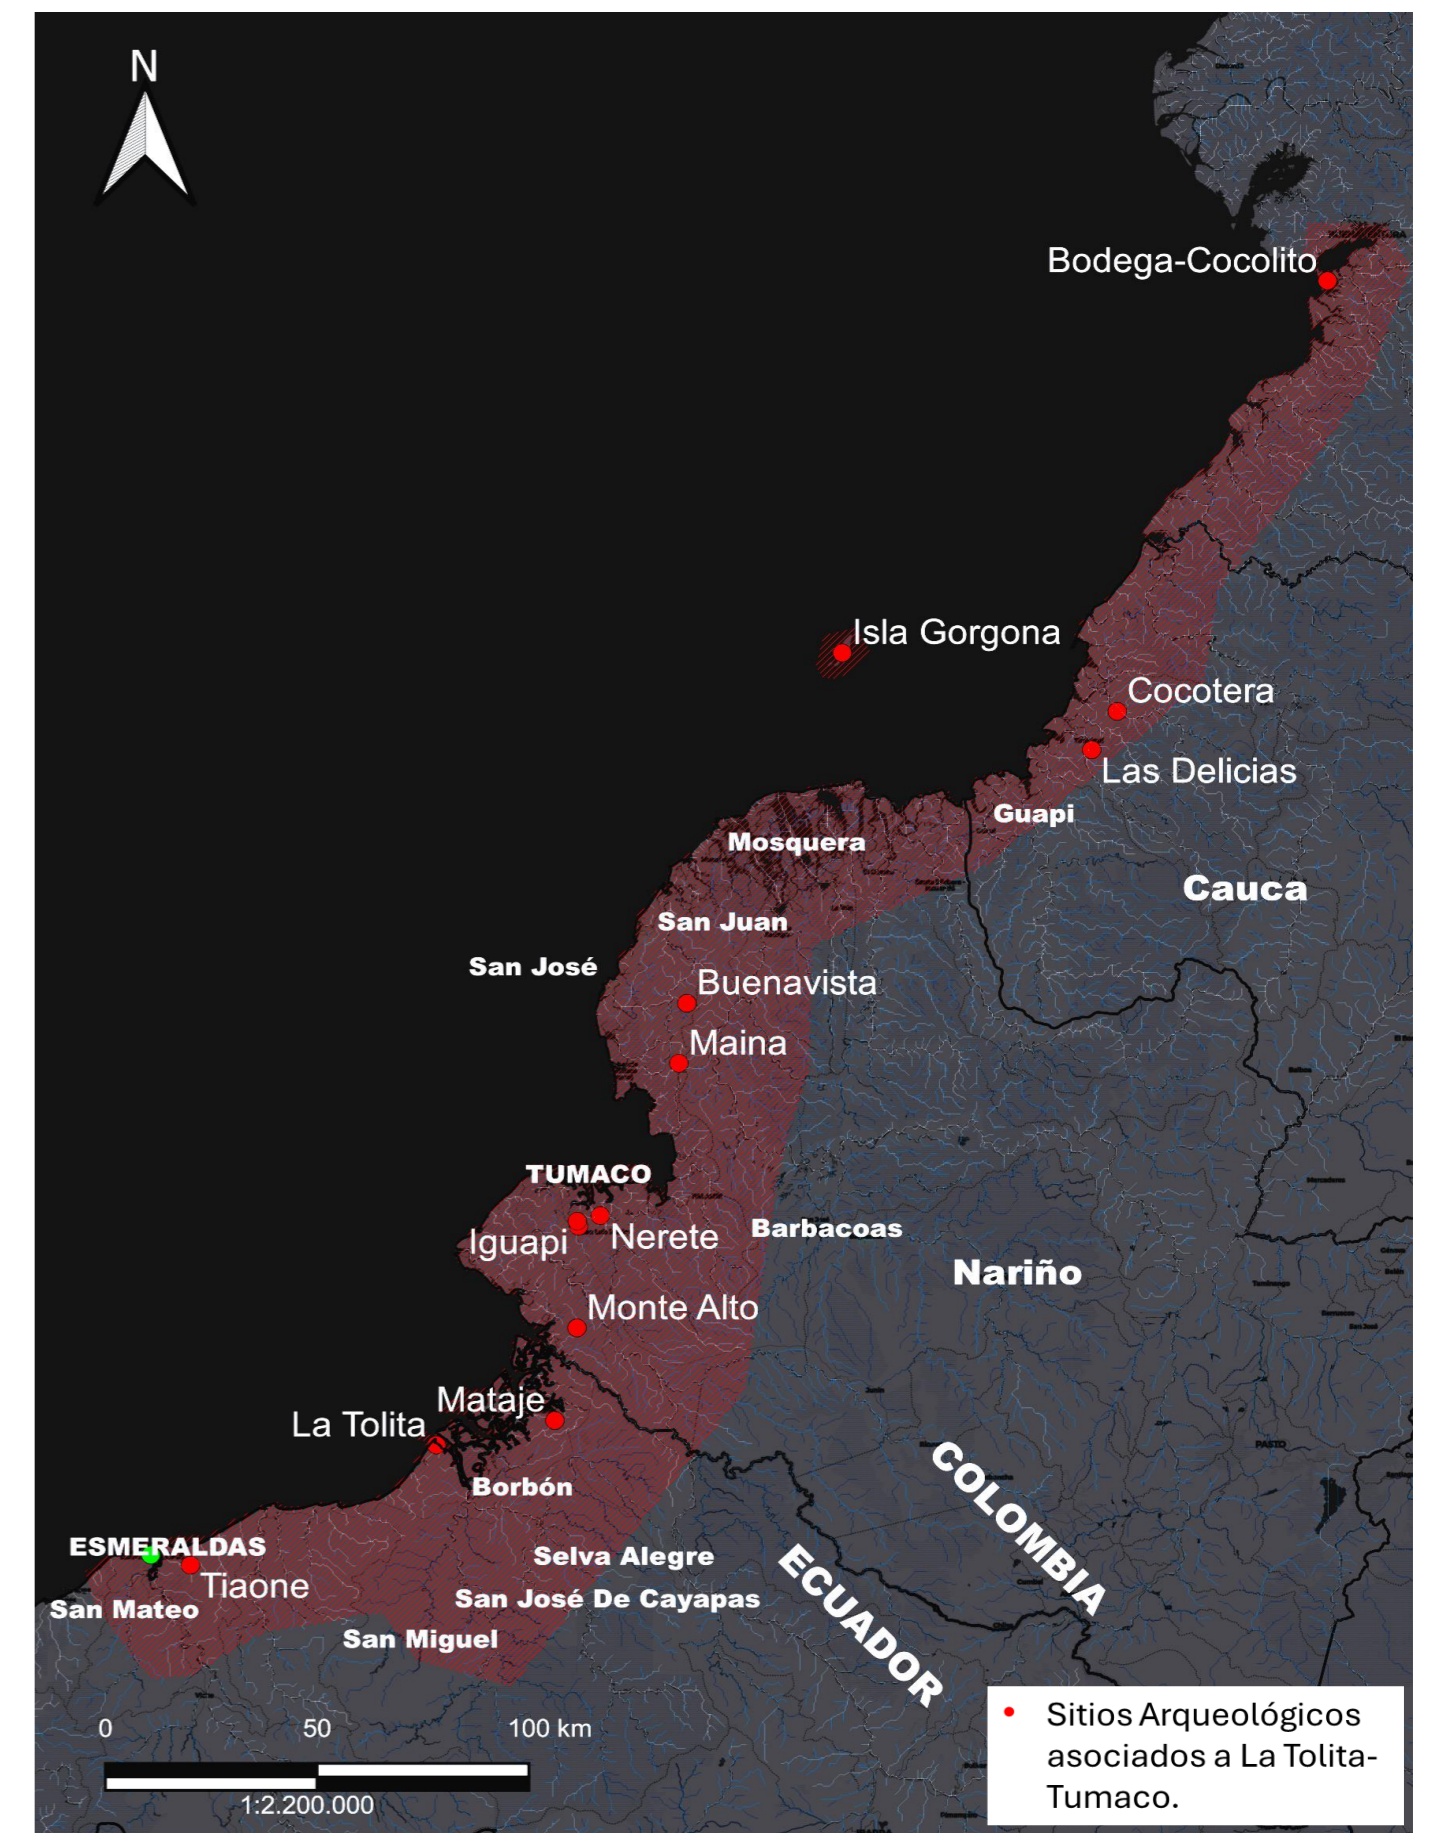 N
Bodega-Cocolito
Isla Gorgona
Cocotera
Las Delicias
Guapi
Mosquera
Cauca
San Juan
San José
Buenavista
Maina
TUMACO
Barbacoas
Iguapi
Nerete
Nariño
Monte Alto
Mataje
La Tolita
COLOMBIA
PASTO
Borbón
ESMERALDAS
Selva Alegre
ECUADOR
Tiaone
San José De Cayapas
San Mateo
San Miguel
0 50 100 km
1:2.200.000
Sitios Arqueológicos
asociados a La Tolita-
Tumaco.